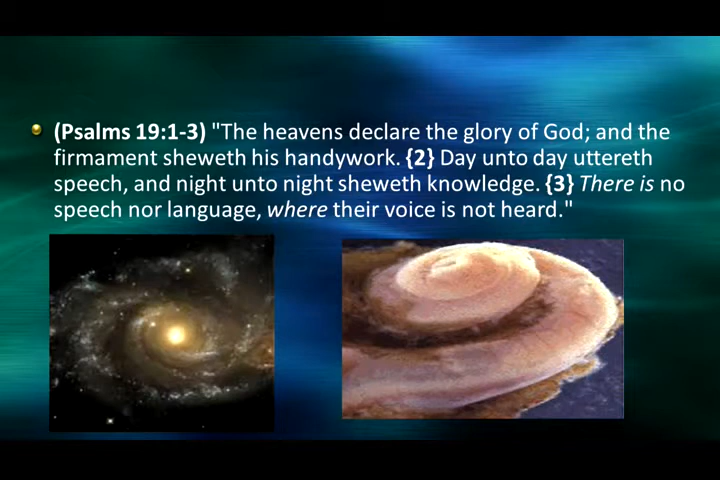 (Psalms 19:1-3) "The heavens declare the glory of God; and the
firmament sheweth his handywork. {2} Day unto day uttereth
speech, and night unto night sheweth knowledge. {3} There is no
speech nor language, where their voice is not heard."